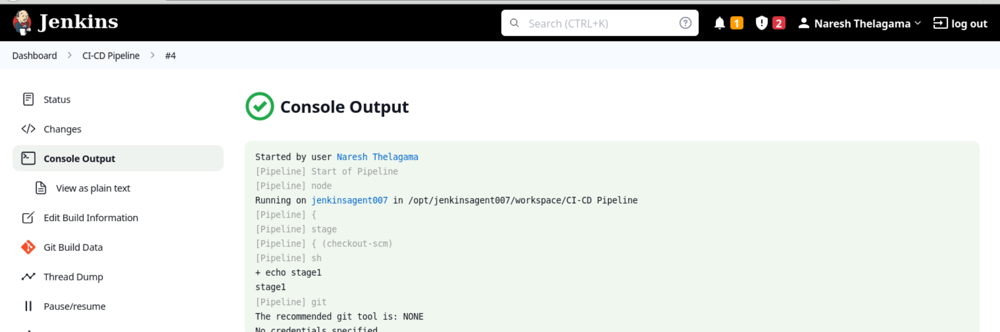 Jenkins
Search (CTRL+K)
1
2
Naresh Thelagama
log out
Dashboard > CI-CD Pipeline > #4
Status
Changes
Console Output
View as plain text
Edit Build Information
Git Build Data
Thread Dump
Pause/resume
Console Output
Started by user Naresh Thelagama
[Pipeline] Start of Pipeline
[Pipeline] node
Running on jenkinsagent007 in /opt/jenkinsagent007/workspace/CI-CD Pipeline
[Pipeline] {
[Pipeline] stage
[Pipeline] { (checkout-scm)
[Pipeline] sh
+ echo stage1
stage1
[Pipeline] git
The recommended git tool is: NONE
No credentials specified